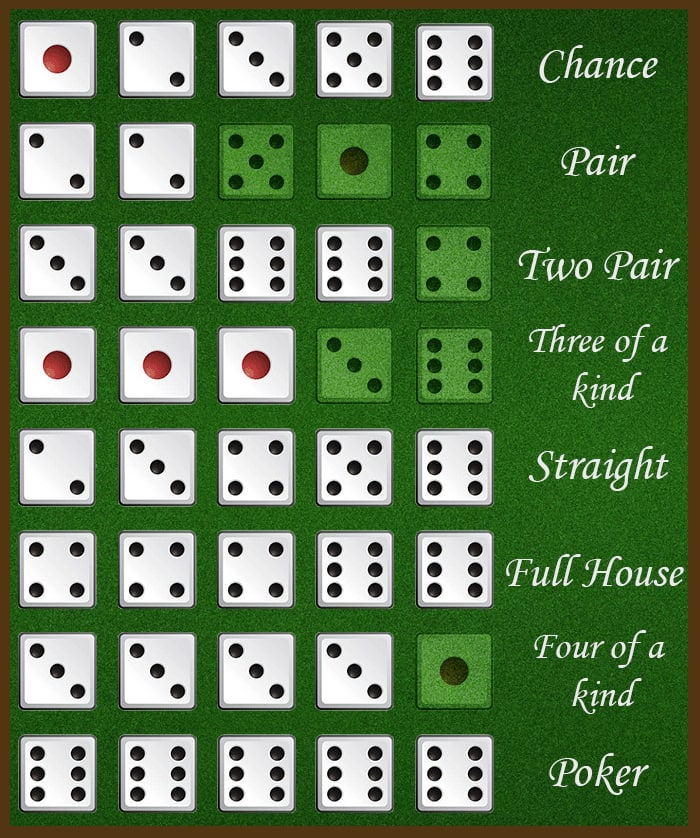 Chance
Pair
Two Pair
Three of a
kind
Straight
Full House
Four of a
kind
Poker